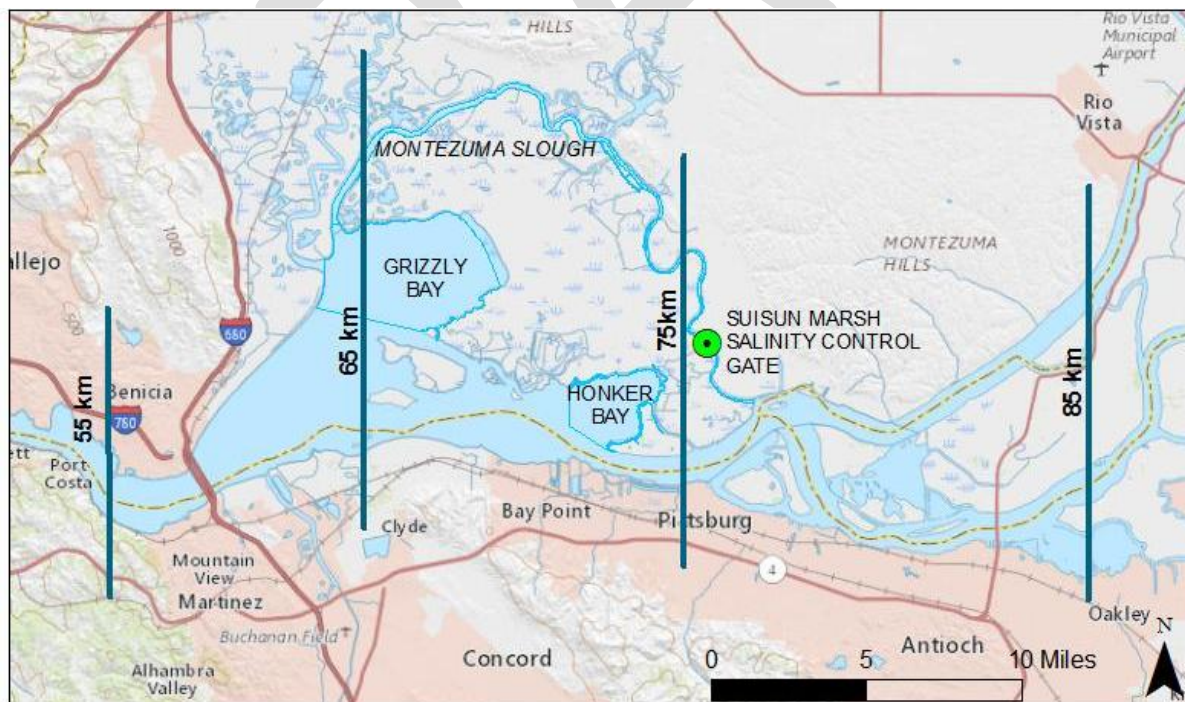 HILLS
Rio Vista
Municipal
Airport
Rio
Vista
MONTEZUMA SLOUGH
1000
GRIZZLY
BAY
MONTEZUMA
HILLS
allejo
500
680
65 km
75km
SUISUN MARSH
SALINITY CONTROL
GATE
55 km
Benicia
780
HONKER
BAY
85 km
ett
Port
Costa
Bay Point
Pittsburg
Clyde
4
Mountain
View
Martinez
Oakley
Buchanan Field
Concord
Antioch
N
Alhambra
Valley
0 5 10 Miles